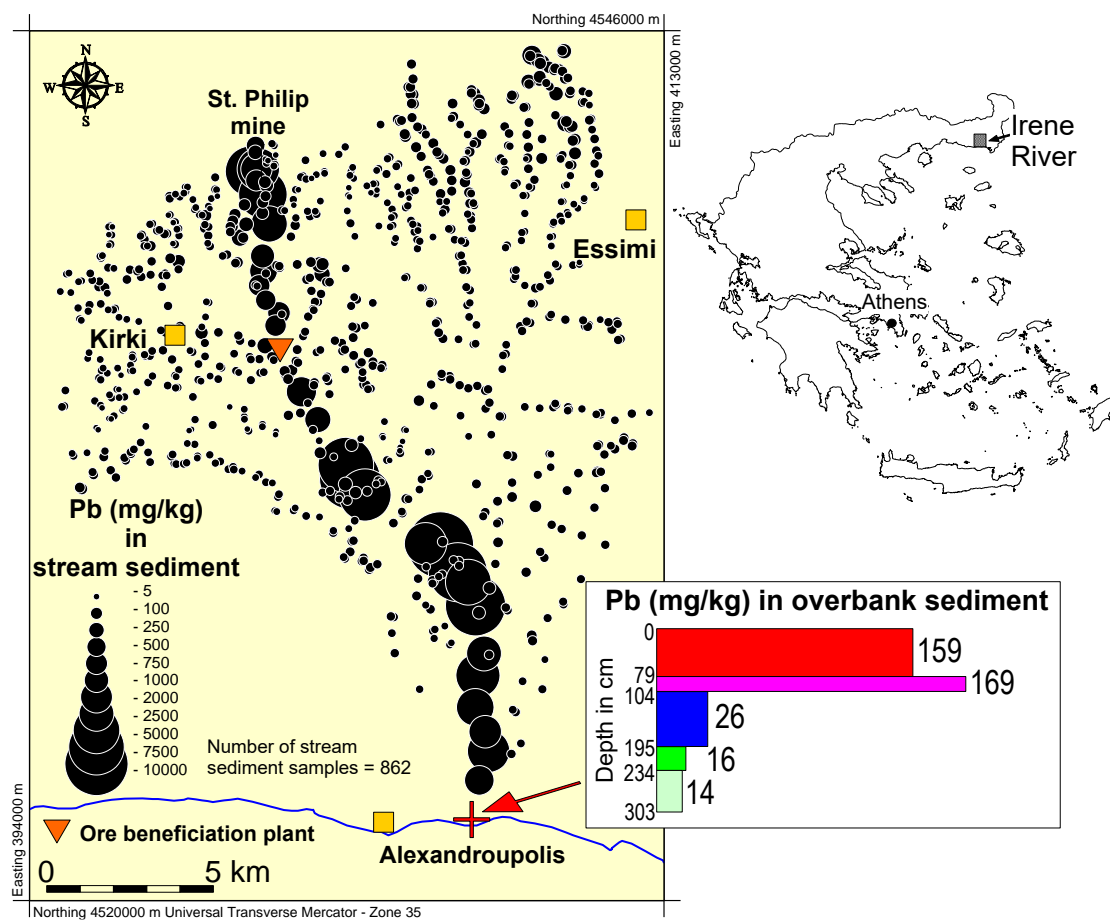 Northing 4546000 m
Easting 413000 m
N
W
E
S
St. Philip
mine
Essimi
Kirki
Irene
River
Athens
Pb (mg/kg)
in
stream sediment
- 5
- 100
- 250
- 500
- 750
- 1000
- 2000
- 2500
- 5000
- 7500
- 10000
Number of stream
sediment samples = 862
Pb (mg/kg) in overbank sediment
Depth in cm
0
79
104
195
234
303
159
169
26
16
14
Ore beneficiation plant
Alexandroupolis
0
5 km
Easting 394000 m
Northing 4520000 m Universal Transverse Mercator - Zone 35